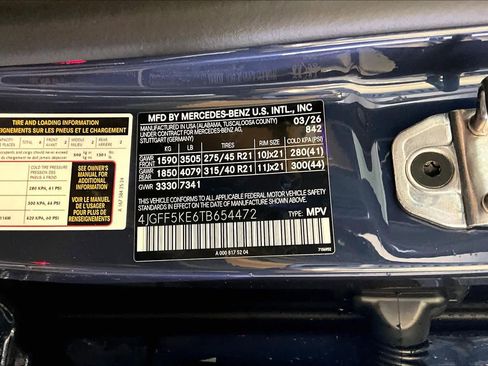 TIRE AND LOADING INFORMATION
RENSEIGNEMENTS SUR LES PNEUS ET LE CHARGEMENT
COLD TIRE PRESSURE
280 KPA, 41 PSI
300 KPA, 44 PSI
420 KPA, 60 PSI
SEE OWNER'S
MANUAL FOR
ADDITIONAL
INFORMATION
VOIR LE MANUEL
DE L'USAGER
POUR PLUS DE
RENSEIGNEMENTS
MFD BY MERCEDES-BENZ U.S. INTL., INC
MANUFACTURED IN USA (ALABAMA, TUSCALOOSA COUNTY)
UNDER CONTRACT FOR MERCEDES-BENZ AG,
STUTTGART (GERMANY)
03/26
842
KG LB TIRES RIMS COLD KPA (PSI)
GAWR FRONT 1590 3505 275/45 R21 10Jx21 280(41)
GAWR REAR 1850 4079 315/40 R21 11Jx21 300(44)
GVWR 3330 7341
THIS VEHICLE CONFORMS TO ALL APPLICABLE FEDERAL MOTOR VEHICLE
SAFETY STANDARDS IN EFFECT ON THE DATE OF MANUFACTURE SHOWN ABOVE.
4JGFF5KE6TB654472 TYPE: MPV
A 000 817 52 04